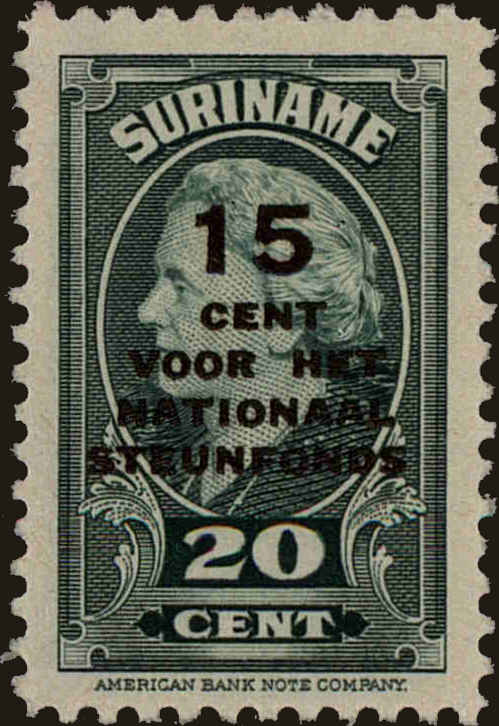 SURINAME
15
CENT
VOOR HET
NATIONAAL
STEUNFONDS
20
CENT
AMERICAN BANK NOTE COMPANY.